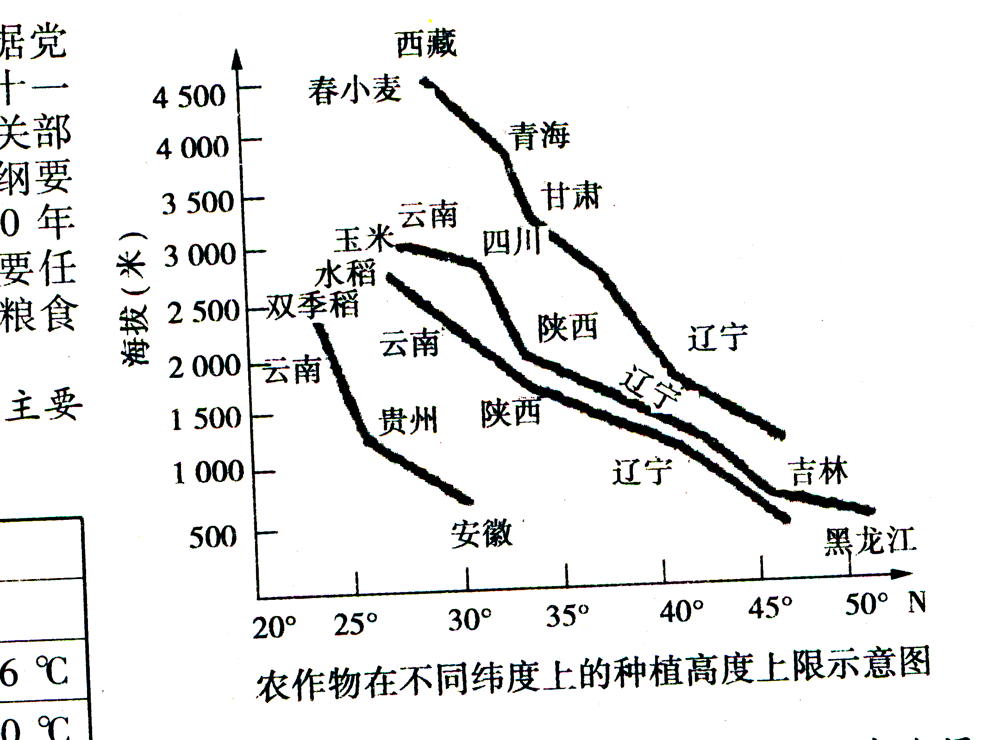 据党
十一
关部
纲要
0 年
要任
粮食
主要
6 ℃
0 ℃
西藏
春小麦
4 500
青海
4 000
甘肃
3 500
云南
玉米
四川
3 000
水稻
双季稻
2 500
海拔(米)
陕西
辽宁
云南
2 000
云南
辽宁
1 500
贵州
陕西
1 000
辽宁
吉林
500
安徽
黑龙江
20° 25° 30° 35° 40° 45° 50° N
农作物在不同纬度上的种植高度上限示意图